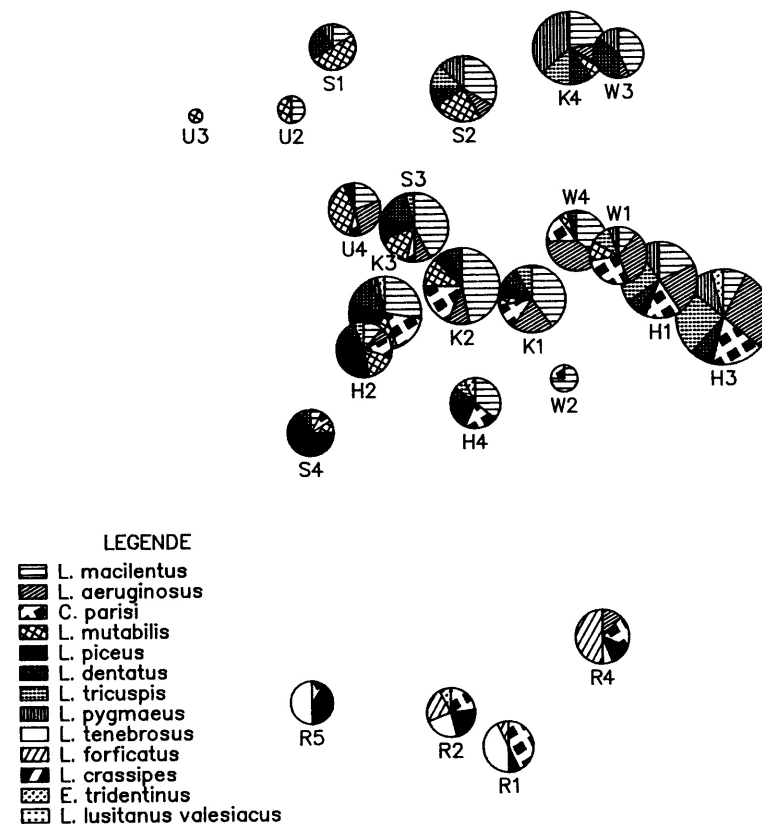 S1
K4
W3
U3
U2
S2
S3
W4
W1
U4
K3
K2
K1
H1
H3
H2
W2
H4
S4
LEGENDE
L. macilentus
L. aeruginosus
C. parisi
L. mutabilis
L. piceus
L. dentatus
L. tricuspis
L. pygmaeus
L. tenebrosus
L. forficatus
L. crassipes
E. tridentinus
L. lusitanus valesiacus
R4
R5
R2
R1